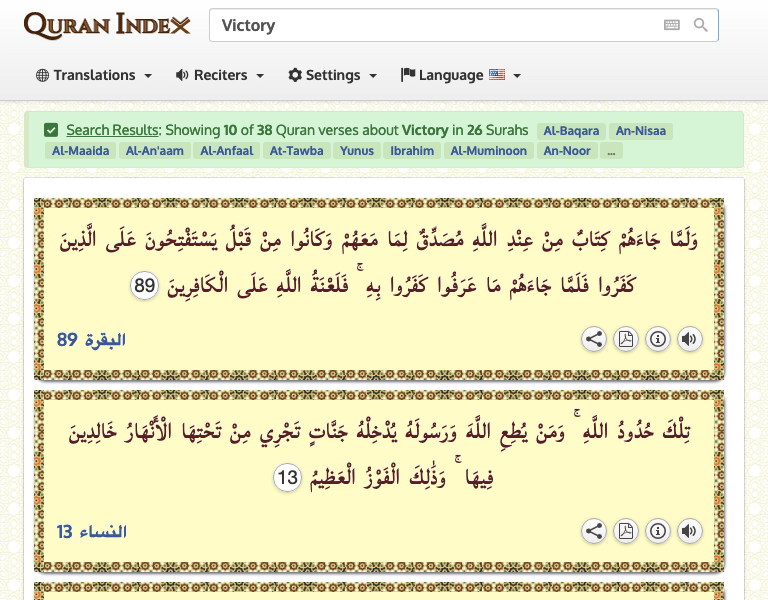 QURAN INDEX
Victory
Translations Reciters Settings Language
Search Results: Showing 10 of 38 Quran verses about Victory in 26 Surahs Al-Baqara An-Nisaa
Al-Maaida Al-An'aam Al-Anfaal At-Tawba Yunus Ibrahim Al-Muminoon An-Noor ...
وَلَمَّا جَاءَهُمْ كِتَابٌ مِنْ عِنْدِ اللَّهِ مُصَدِّقٌ لِمَا مَعَهُمْ وَكَانُوا مِنْ قَبْلُ يَسْتَفْتِحُونَ عَلَى الَّذِينَ
كَفَرُوا فَلَمَّا جَاءَهُمْ مَا عَرَفُوا كَفَرُوا بِهِ ۚ فَلَعْنَةُ اللَّهِ عَلَى الْكَافِرِينَ 89
البقرة 89
تِلْكَ حُدُودُ اللَّهِ ۚ وَمَنْ يُطِعِ اللَّهَ وَرَسُولَهُ يُدْخِلْهُ جَنَّاتٍ تَجْرِي مِنْ تَحْتِهَا الْأَنْهَارُ خَالِدِينَ
فِيهَا ۚ وَذَٰلِكَ الْفَوْزُ الْعَظِيمُ 13
النساء 13